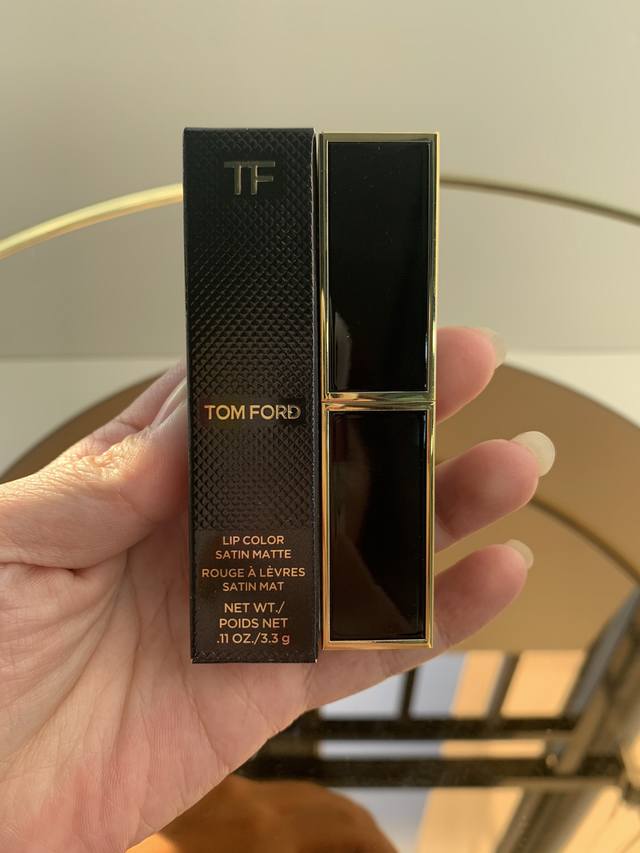 TF
TOM FORD
LIP COLOR
SATIN MATTE
ROUGE À LÈVRES
SATIN MAT
NET WT./
POIDS NET
.11 OZ./3.3 g